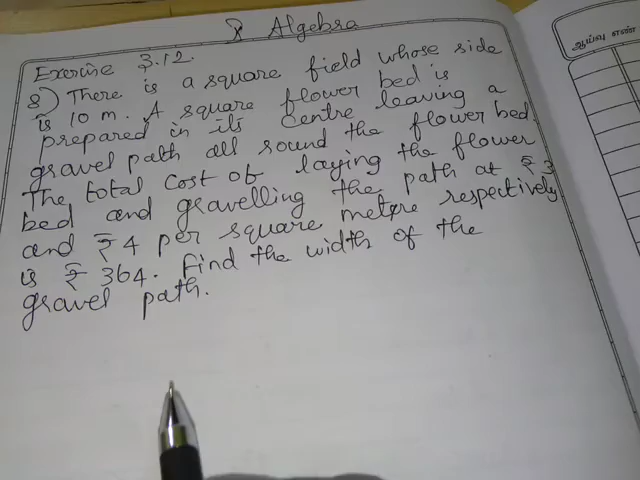 Algebra
Exercise 3.12.
8) There is a square field whose side
is 10 m. A square flower bed is
prepared in its centre leaving a
gravel path all round the flower bed.
The total cost of laying the flower
bed and gravelling the path at ₹3
and ₹4 per square metre respectively
is ₹ 364. Find the width of the
gravel path.
ஆய்வு எண்